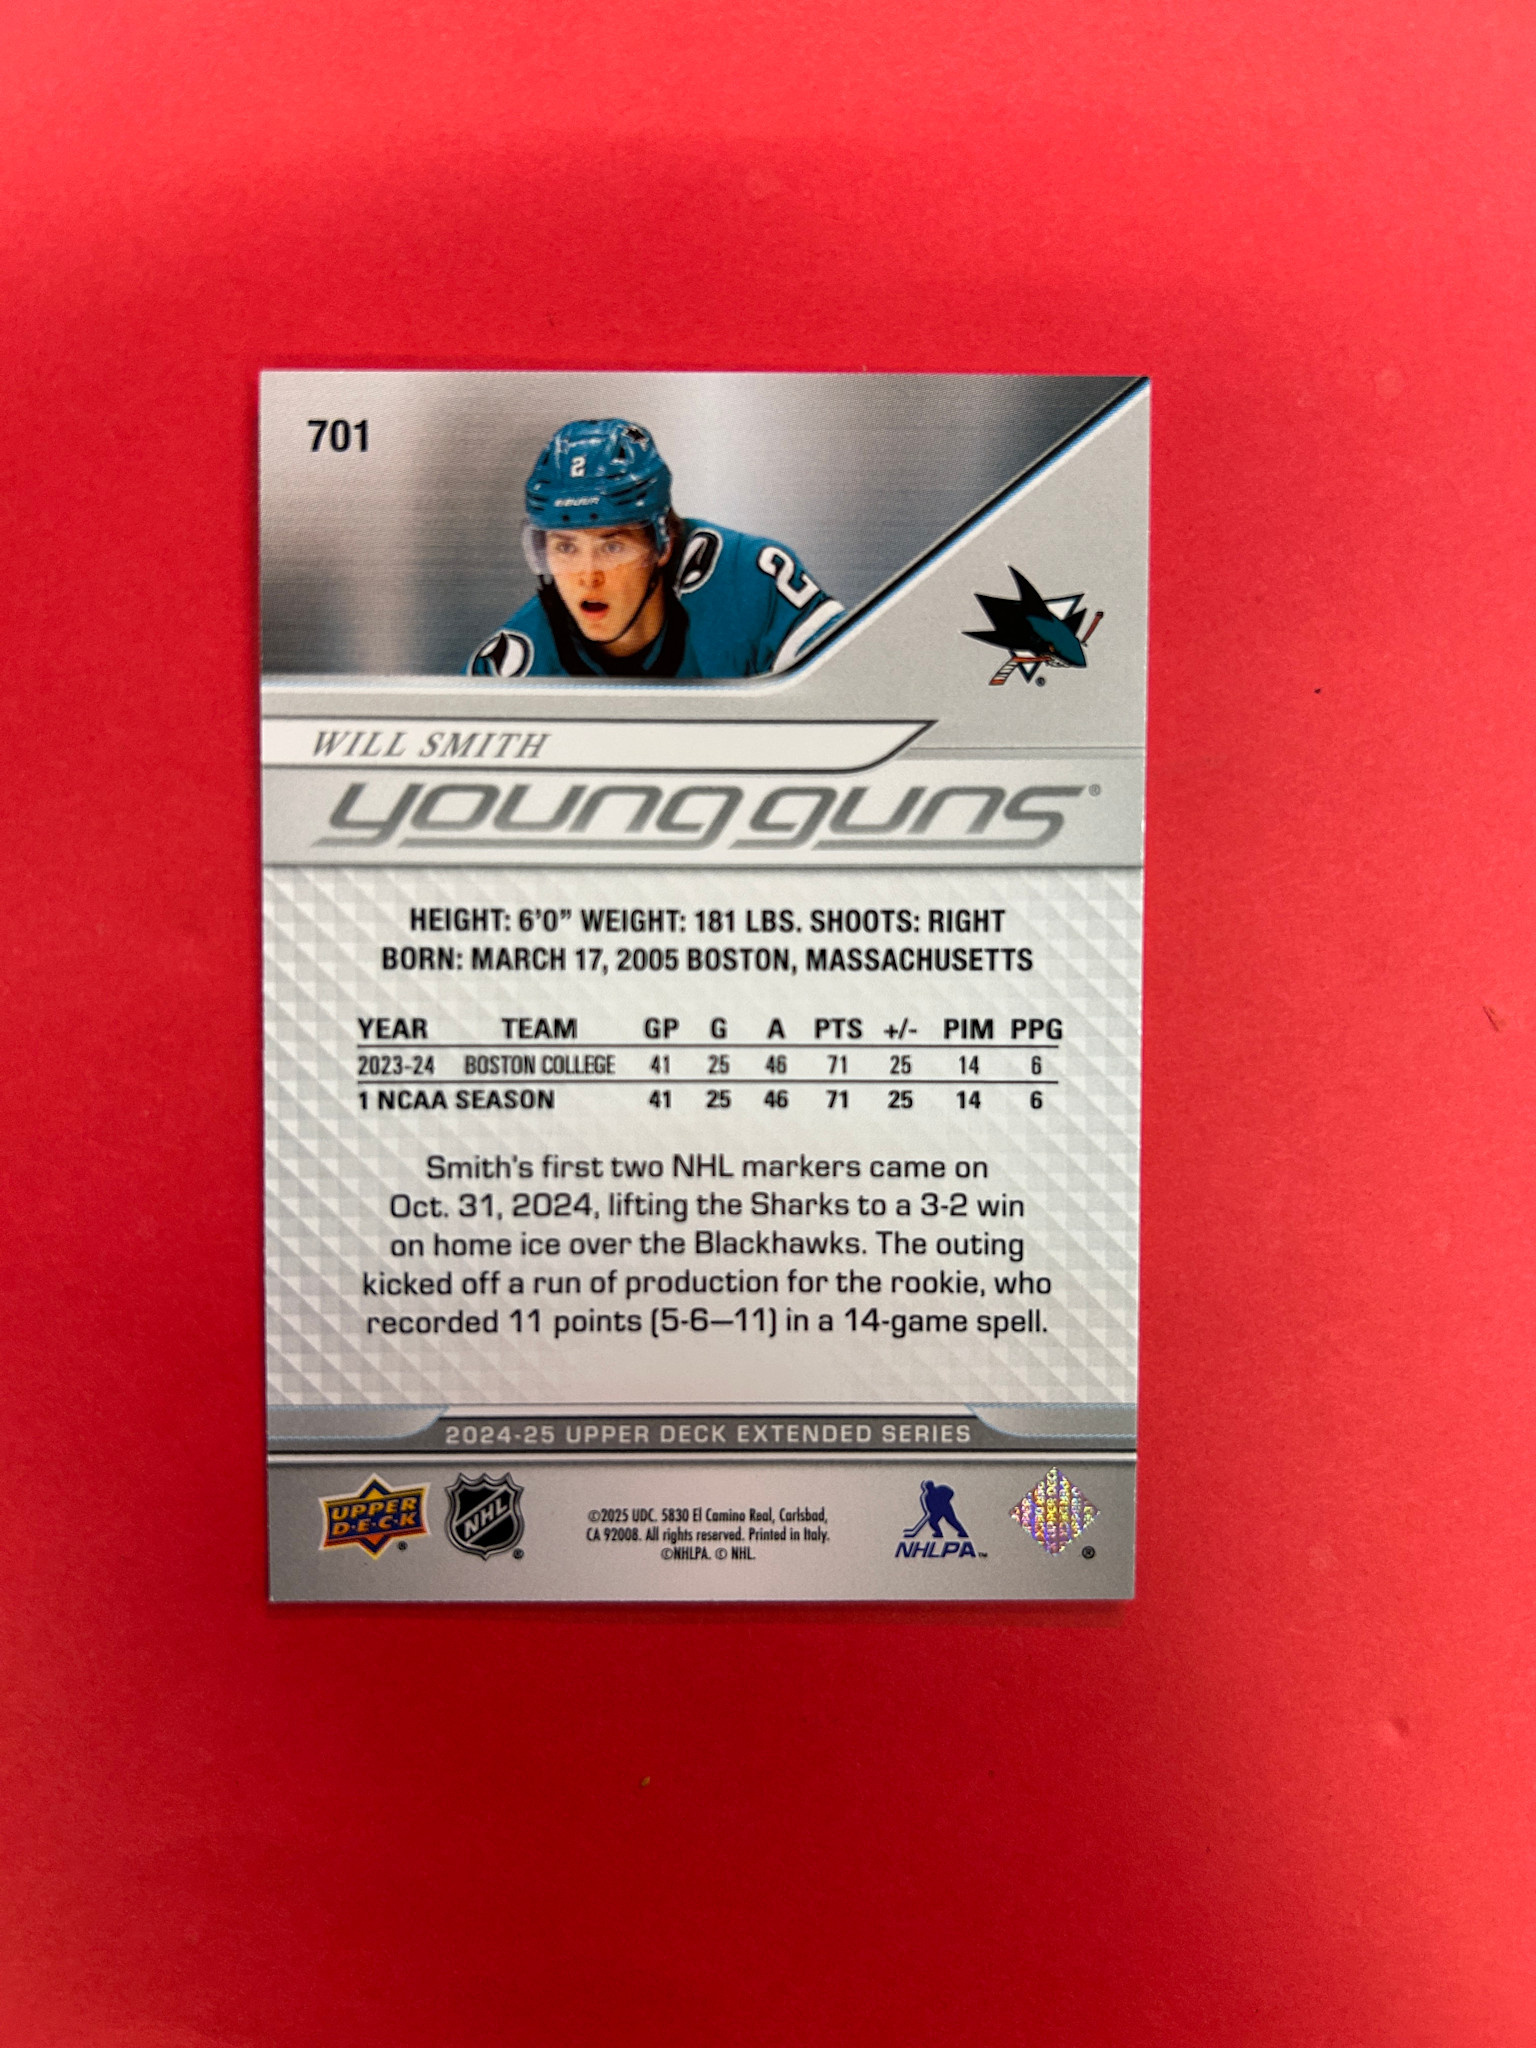 701
2
BAUER
2
WILL SMITH
young guns®
HEIGHT: 6'0" WEIGHT: 181 LBS. SHOOTS: RIGHT
BORN: MARCH 17, 2005 BOSTON, MASSACHUSETTS
YEAR TEAM GP G A PTS +/- PIM PPG
2023-24 BOSTON COLLEGE 41 25 46 71 25 14 6
1 NCAA SEASON 41 25 46 71 25 14 6
Smith's first two NHL markers came on
Oct. 31, 2024, lifting the Sharks to a 3-2 win
on home ice over the Blackhawks. The outing
kicked off a run of production for the rookie, who
recorded 11 points (5-6—11) in a 14-game spell.
2024-25 UPPER DECK EXTENDED SERIES
UPPER
D·E·C·K ®
NHL ®
©2025 UDC. 5830 El Camino Real, Carlsbad,
CA 92008. All rights reserved. Printed in Italy.
©NHLPA. © NHL.
NHLPA™
®